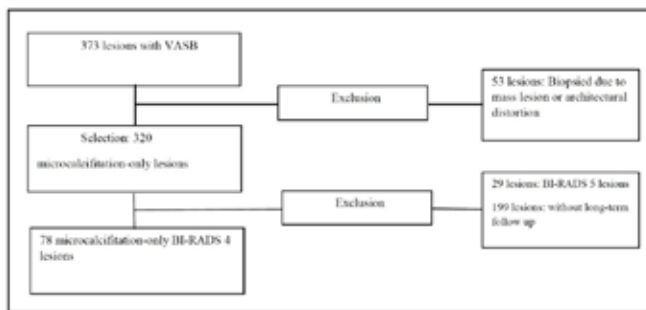 373 lesions with VASB
Exclusion
53 lesions: Biopsied due to
mass lesion or architectural
distortion
Selection: 320
microcalcifitation-only lesions
Exclusion
29 lesions: BI-RADS 5 lesions
199 lesions: without long-term
follow up
78 microcalcifitation-only BI-RADS 4
lesions